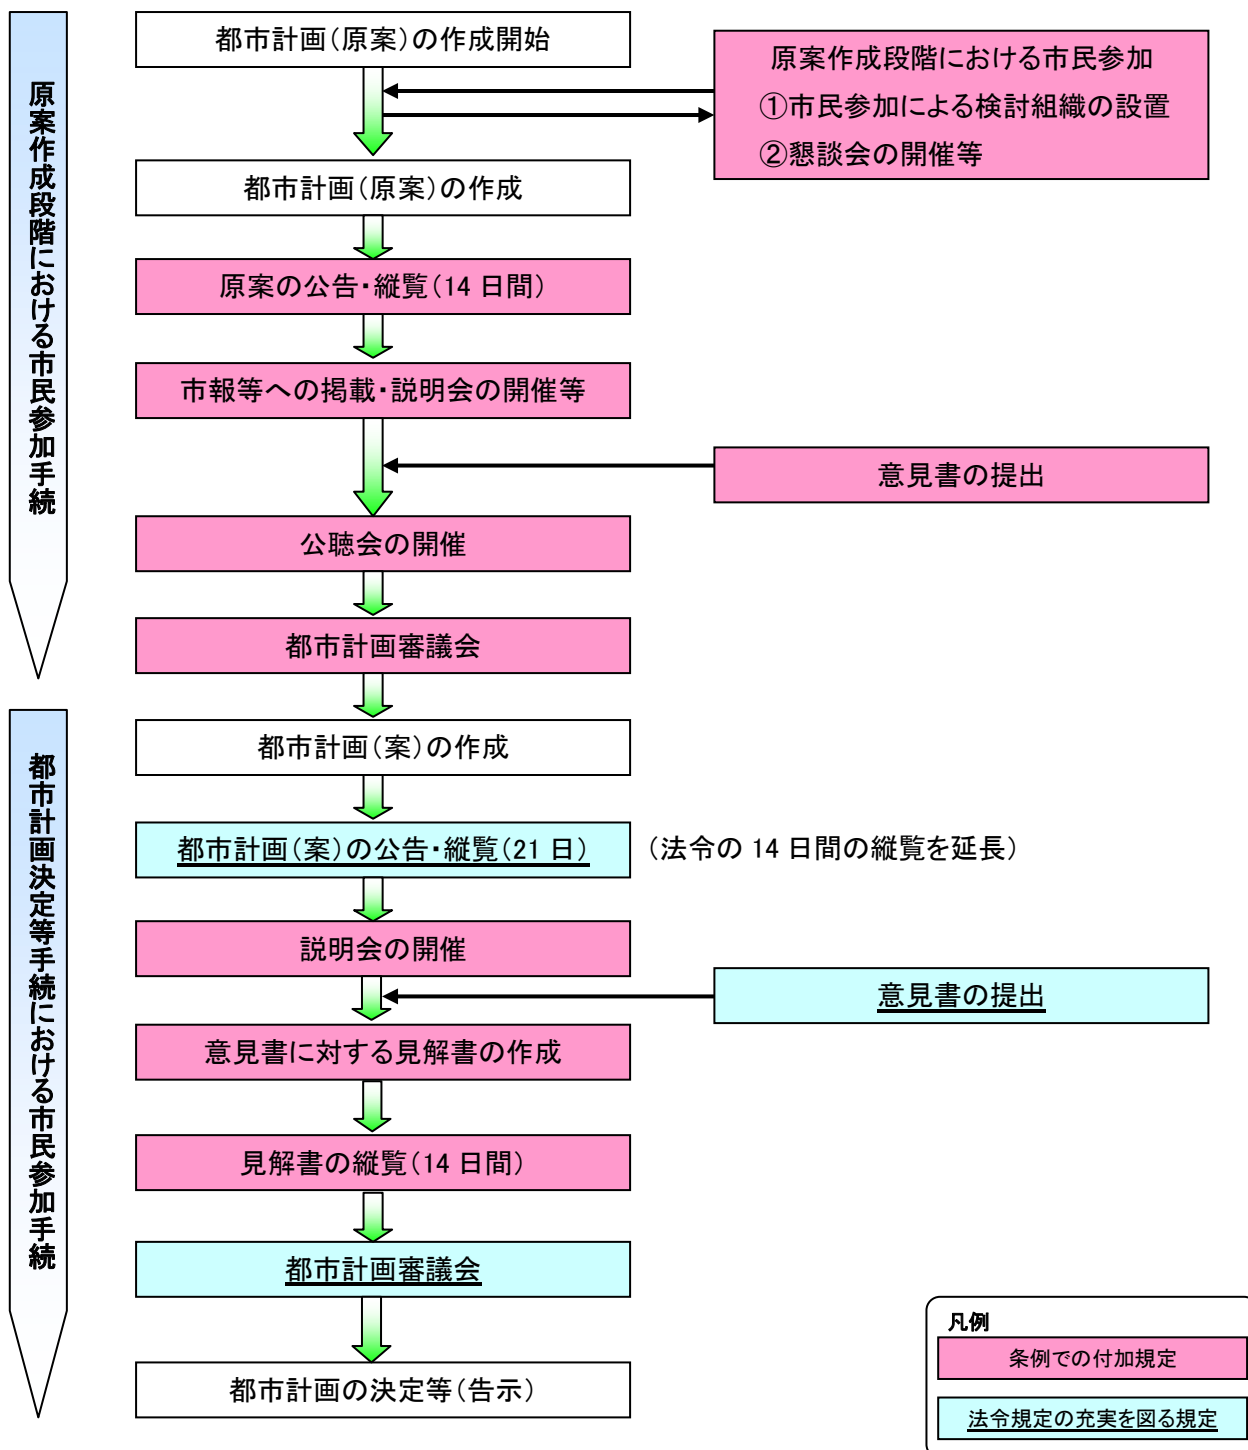 原案作成段階における市民参加手続
都市計画(原案)の作成開始
原案作成段階における市民参加
①市民参加による検討組織の設置
②懇談会の開催等
都市計画(原案)の作成
原案の公告・縦覧(14 日間)
市報等への掲載・説明会の開催等
意見書の提出
公聴会の開催
都市計画審議会
都市計画決定等手続における市民参加手続
都市計画(案)の作成
都市計画(案)の公告・縦覧(21 日) (法令の 14 日間の縦覧を延長)
説明会の開催
意見書の提出
意見書に対する見解書の作成
見解書の縦覧(14 日間)
都市計画審議会
都市計画の決定等(告示)
凡例
条例での付加規定
法令規定の充実を図る規定